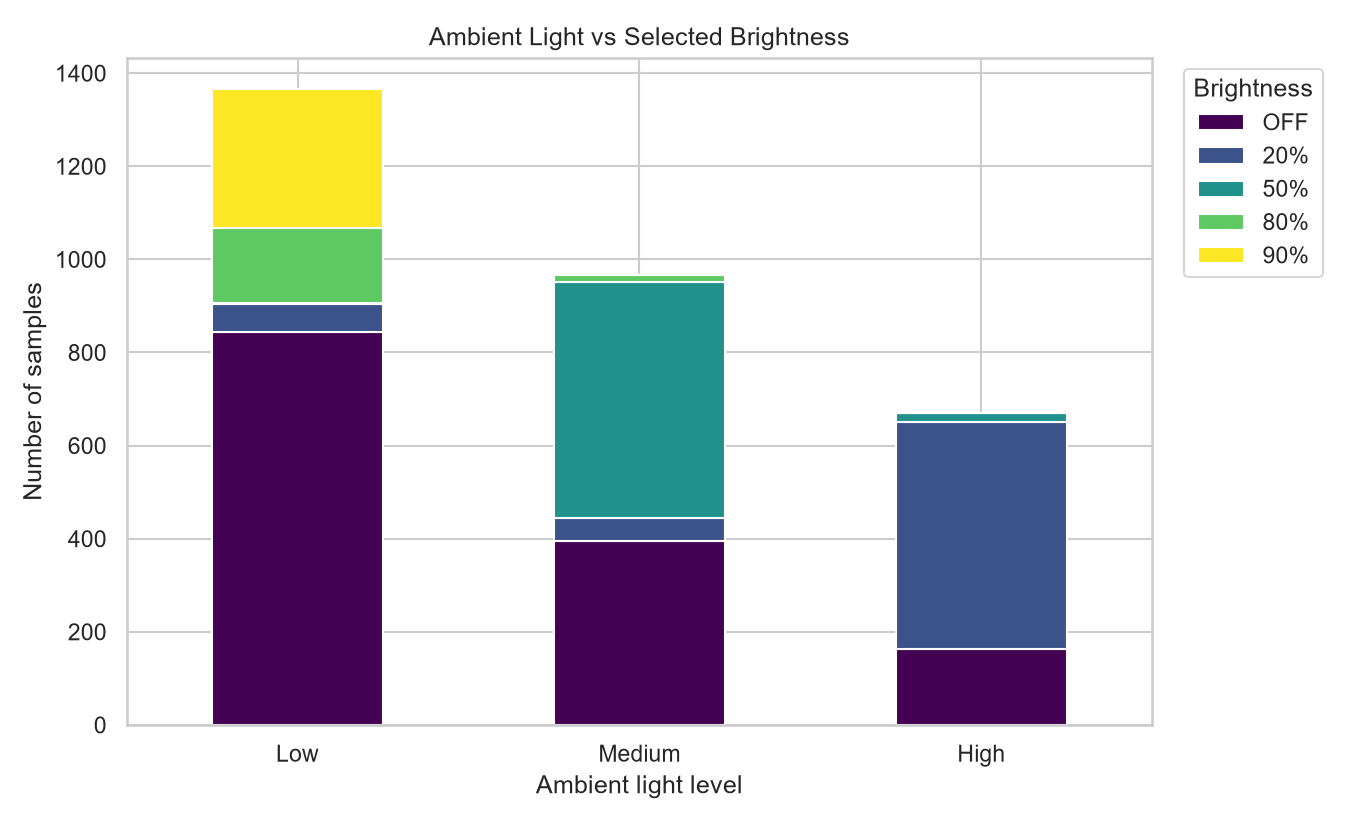 Ambient Light vs Selected Brightness
Number of samples
1400
1200
1000
800
600
400
200
0
Low
Medium
High
Ambient light level
Brightness
OFF
20%
50%
80%
90%